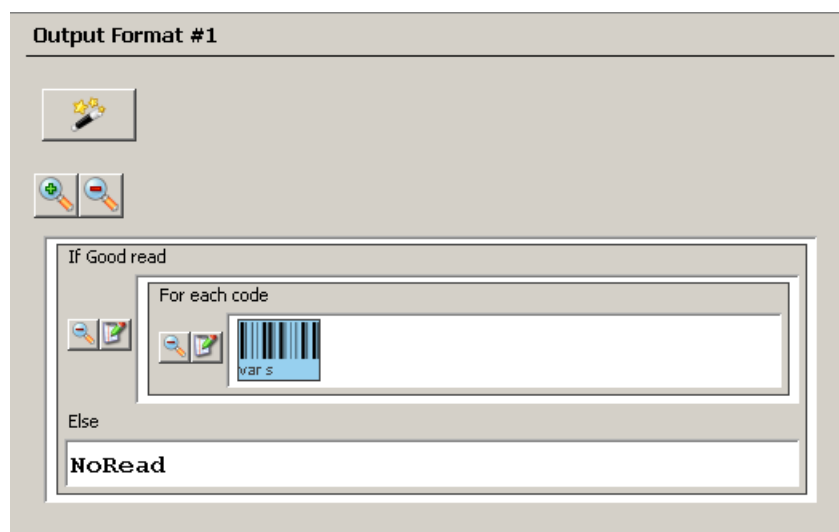 Output Format #1
If Good read
For each code
var s
Else
NoRead